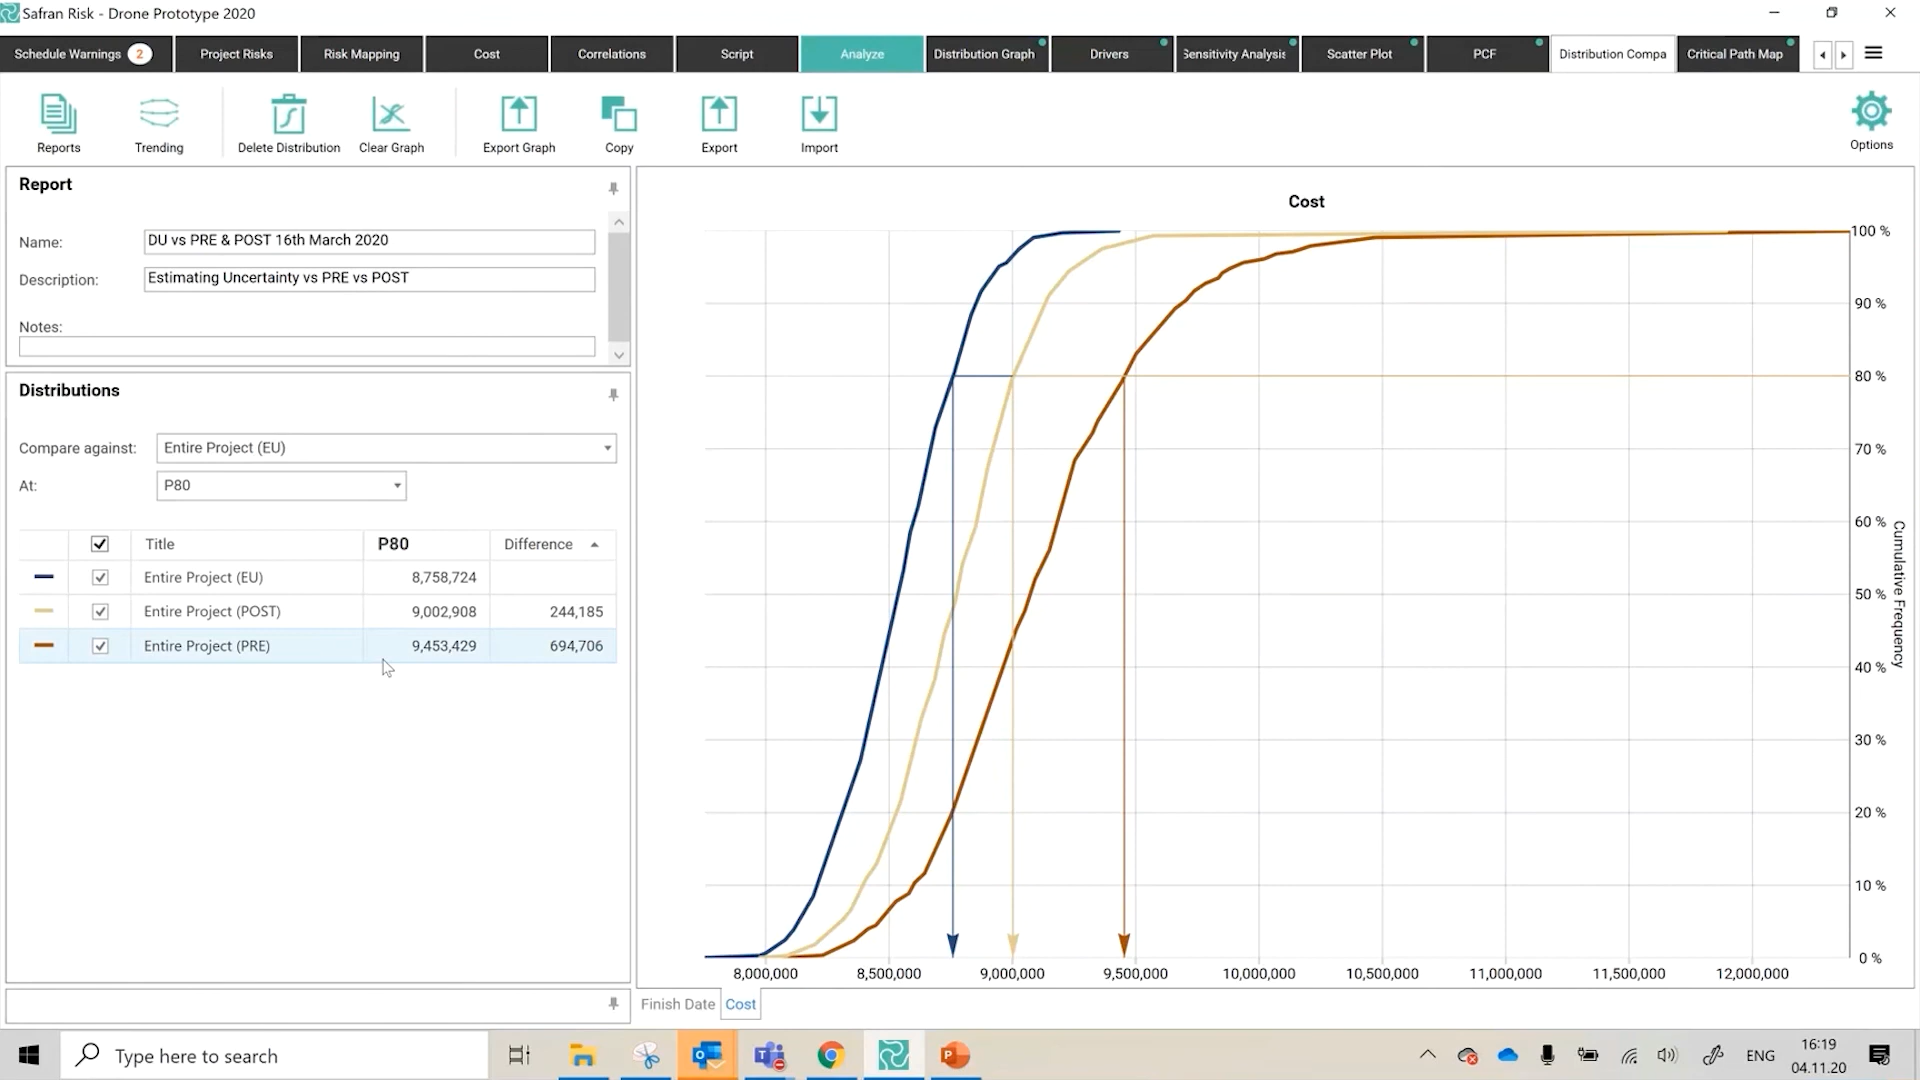 Safran Risk - Drone Prototype 2020
Schedule Warnings 2 Project Risks Risk Mapping Cost Correlations Script Analyze Distribution Graph Drivers Sensitivity Analysis Scatter Plot PCF Distribution Compa Critical Path Map
Reports Trending Delete Distribution Clear Graph Export Graph Copy Export Import Options
Report
Name: DU vs PRE & POST 16th March 2020
Description: Estimating Uncertainty vs PRE vs POST
Notes:
Distributions
Compare against: Entire Project (EU)
At: P80
Title P80 Difference
Entire Project (EU) 8,758,724
Entire Project (POST) 9,002,908 244,185
Entire Project (PRE) 9,453,429 694,706
Cost
100 %
90 %
80 %
70 %
60 %
50 %
40 %
30 %
20 %
10 %
0 %
Cumulative Frequency
8,000,000 8,500,000 9,000,000 9,500,000 10,000,000 10,500,000 11,000,000 11,500,000 12,000,000
Finish Date Cost
Type here to search
ENG
16:19
04.11.20